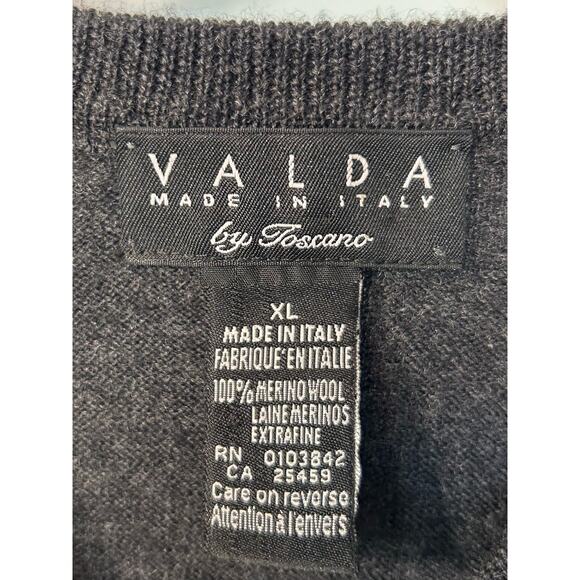 VALDA
MADE IN ITALY
by Toscano
XL
MADE IN ITALY
FABRIQUE EN ITALIE
100% MERINO WOOL
LAINE MERINOS
EXTRAFINE
RN 0103842
CA 25459
Care on reverse
Attention à l'envers